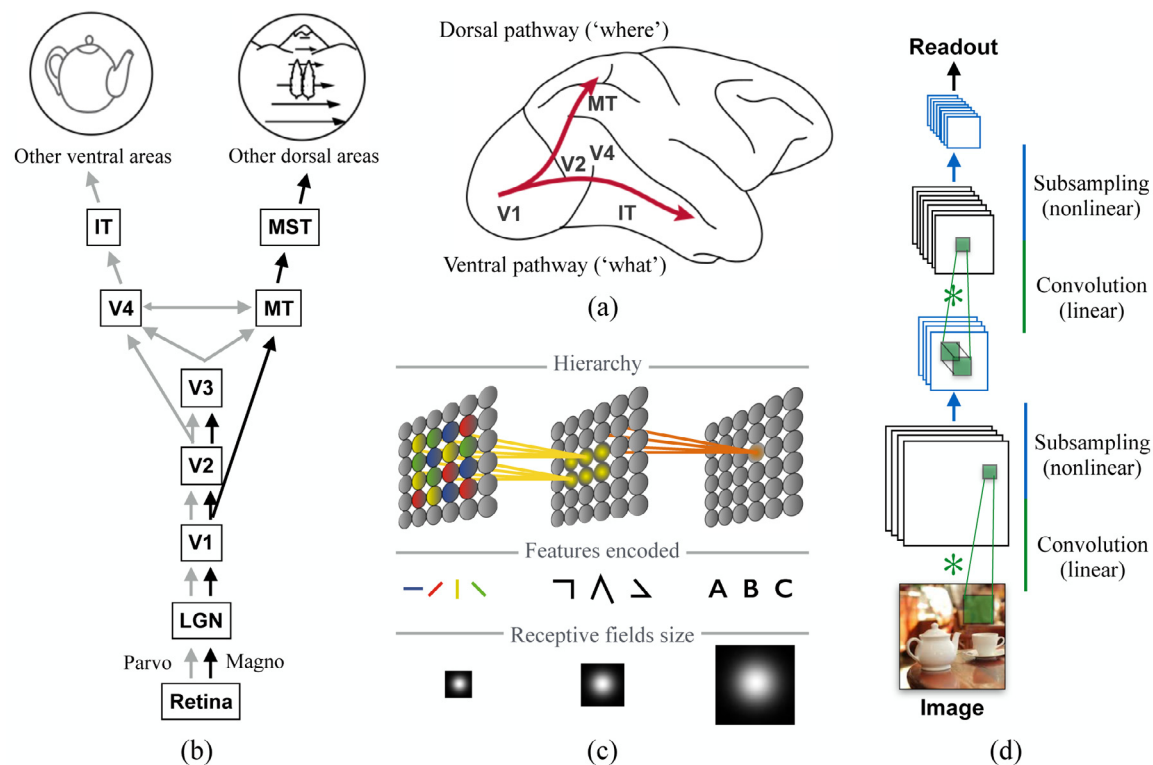 Other ventral areas
Other dorsal areas
IT
MST
V4
MT
V3
V2
V1
LGN
Parvo
Magno
Retina
(b)
Dorsal pathway (‘where’)
MT
V2
V4
V1
IT
Ventral pathway (‘what’)
(a)
Hierarchy
Features encoded
A B C
Receptive fields size
(c)
Readout
Subsampling
(nonlinear)
Convolution
(linear)
*
Subsampling
(nonlinear)
Convolution
(linear)
*
Image
(d)